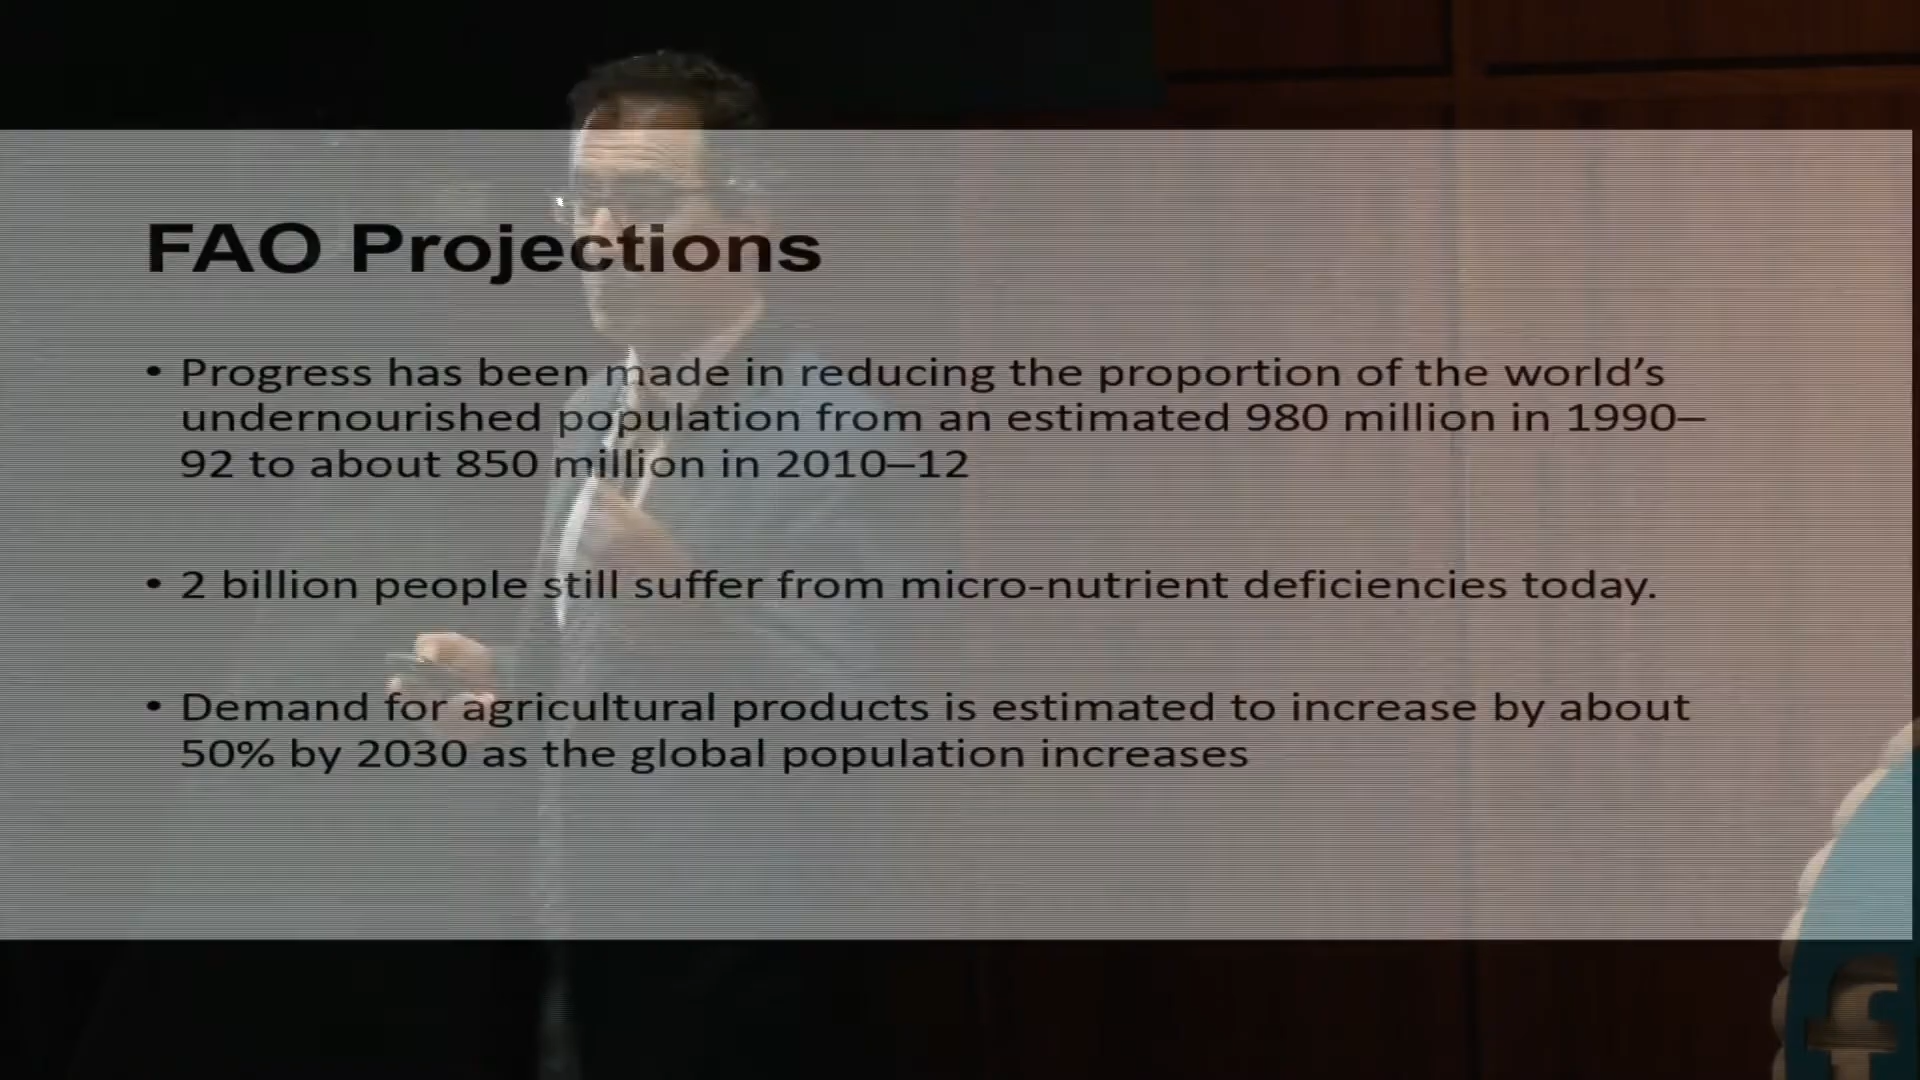 FAO Projections
• Progress has been made in reducing the proportion of the world’s
undernourished population from an estimated 980 million in 1990–
92 to about 850 million in 2010–12
• 2 billion people still suffer from micro-nutrient deficiencies today.
• Demand for agricultural products is estimated to increase by about
50% by 2030 as the global population increases
f